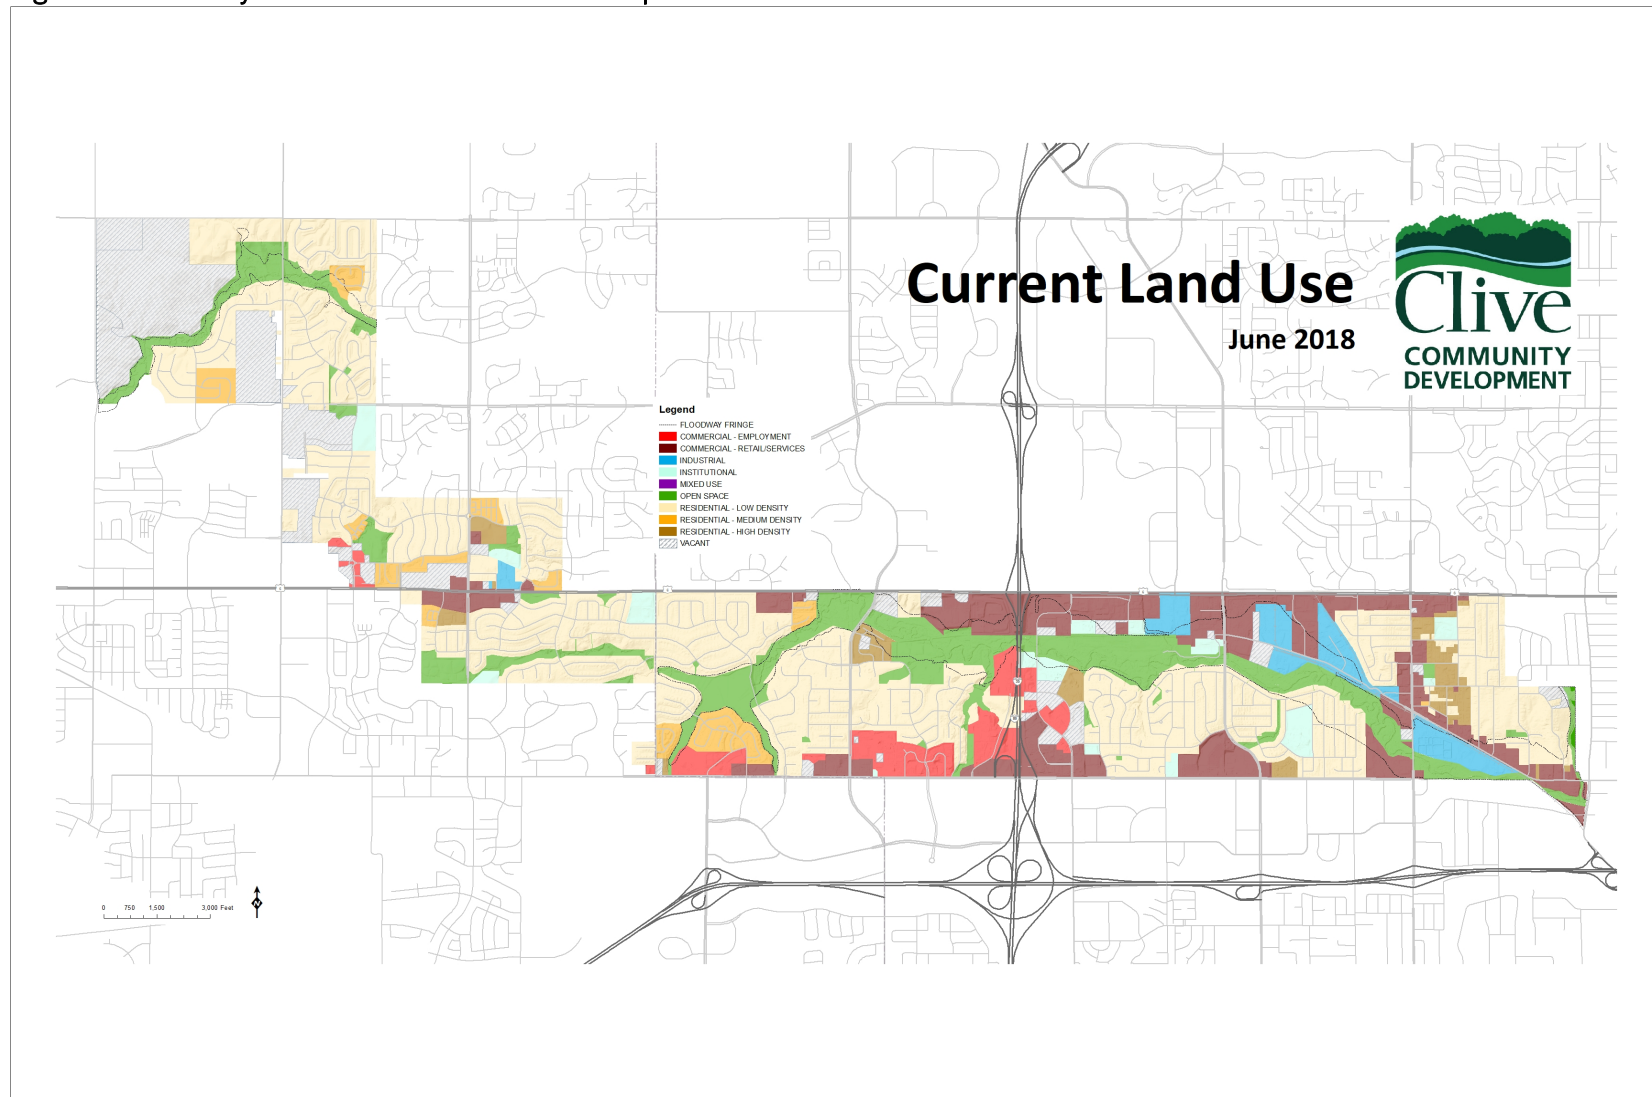 Current Land Use
June 2018
Clive
COMMUNITY
DEVELOPMENT
Legend
FLOODWAY FRINGE
COMMERCIAL - EMPLOYMENT
COMMERCIAL - RETAIL/SERVICES
INDUSTRIAL
INSTITUTIONAL
MIXED USE
OPEN SPACE
RESIDENTIAL - LOW DENSITY
RESIDENTIAL - MEDIUM DENSITY
RESIDENTIAL - HIGH DENSITY
VACANT
0 750 1,500 3,000 Feet
N